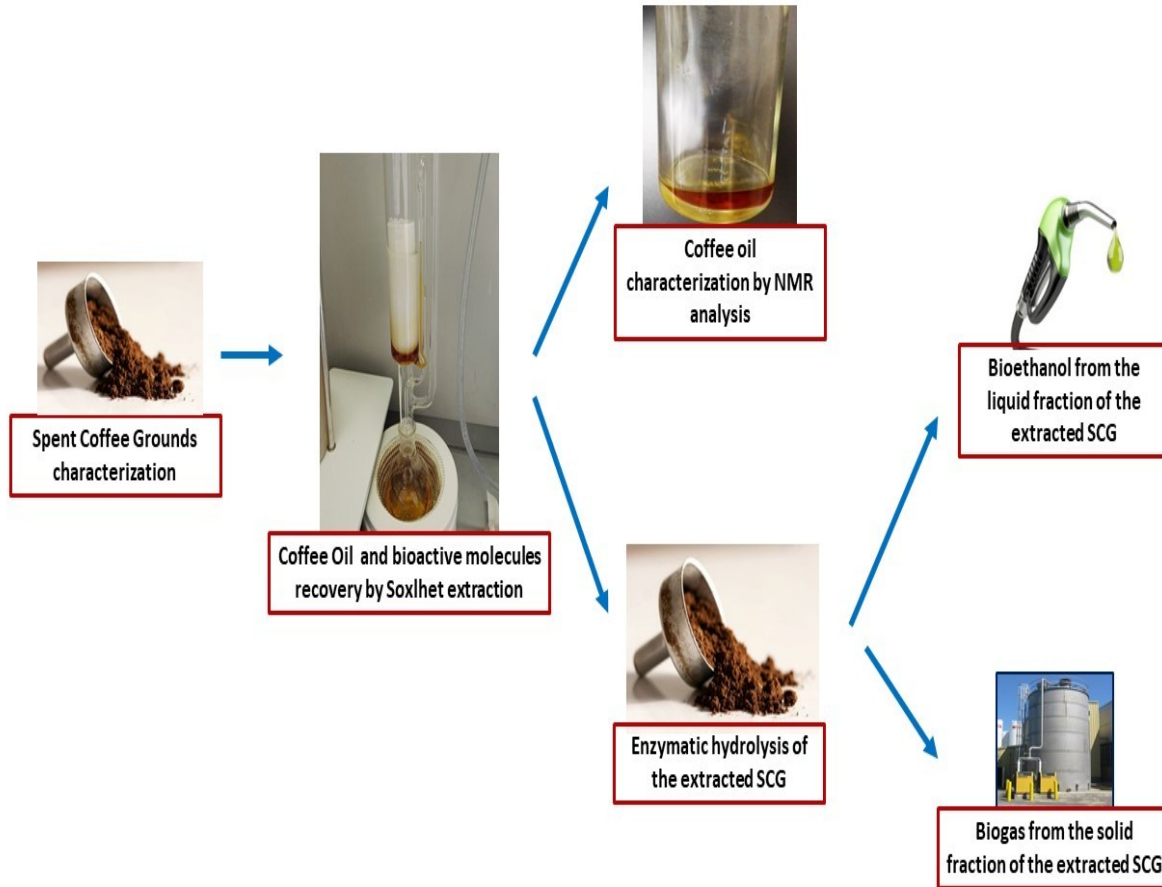 Spent Coffee Grounds
characterization
Coffee Oil and bioactive molecules
recovery by Soxlhet extraction
Coffee oil
characterization by NMR
analysis
Enzymatic hydrolysis of
the extracted SCG
Bioethanol from the
liquid fraction of the
extracted SCG
Biogas from the solid
fraction of the extracted SCG